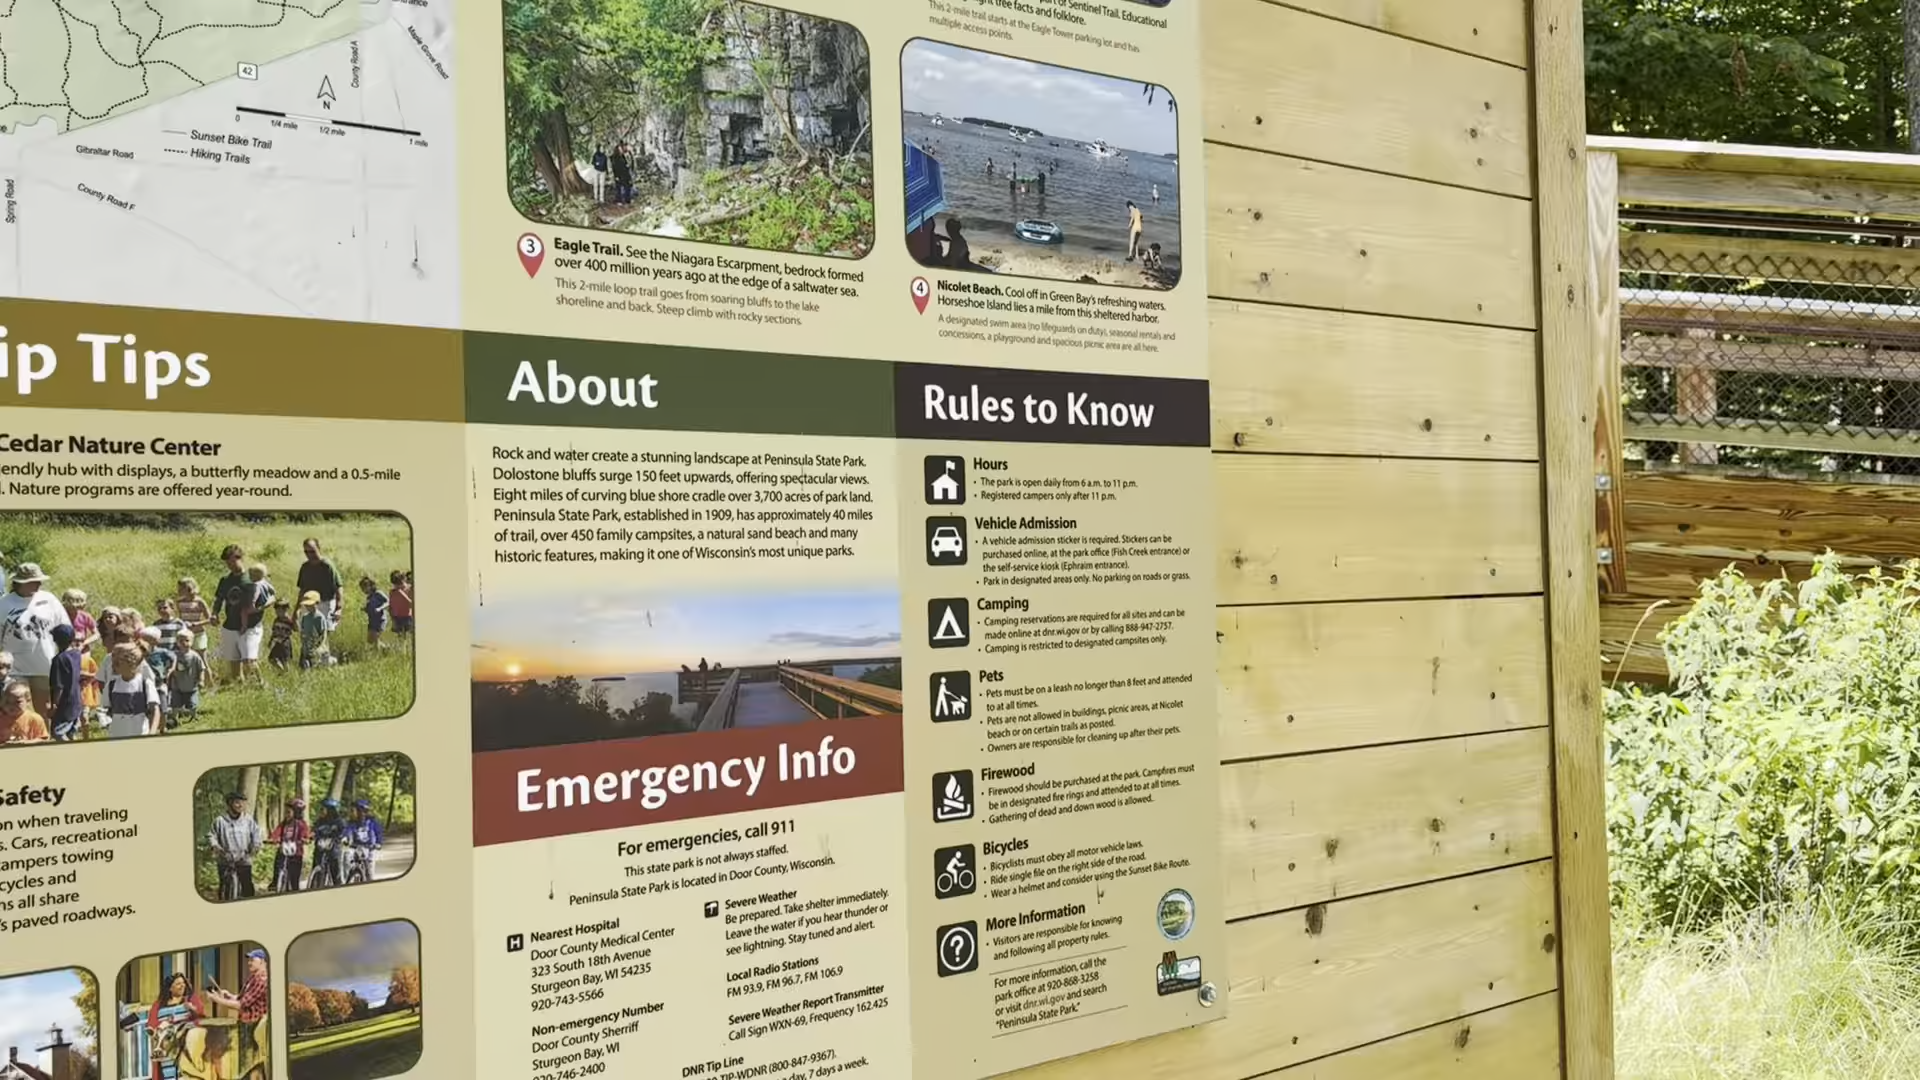 42
N
0
1/4 mile
1/2 mile
1 mile
Sunset Bike Trail
Hiking Trails
Gibraltar Road
County Road F
Spring Road
County Road A
Maple Grove Road
of Sentinel Trail. Educational
tree facts and folklore.
This 2-mile trail starts at the Eagle Tower parking lot and has
multiple access points.
3
Eagle Trail. See the Niagara Escarpment, bedrock formed
over 400 million years ago at the edge of a saltwater sea.
This 2-mile loop trail goes from soaring bluffs to the lake
shoreline and back. Steep climb with rocky sections.
4
Nicolet Beach. Cool off in Green Bay's refreshing waters.
Horseshoe Island lies a mile from this sheltered harbor.
A designated swim area (no lifeguards on duty), seasonal rentals and
concessions, a playground and spacious picnic area are all here.
ip Tips
Cedar Nature Center
endly hub with displays, a butterfly meadow and a 0.5-mile
l. Nature programs are offered year-round.
Safety
on when traveling
s. Cars, recreational
campers towing
cycles and
ns all share
's paved roadways.
About
Rock and water create a stunning landscape at Peninsula State Park.
Dolostone bluffs surge 150 feet upwards, offering spectacular views.
Eight miles of curving blue shore cradle over 3,700 acres of park land.
Peninsula State Park, established in 1909, has approximately 40 miles
of trail, over 450 family campsites, a natural sand beach and many
historic features, making it one of Wisconsin's most unique parks.
Emergency Info
For emergencies, call 911
This state park is not always staffed.
Peninsula State Park is located in Door County, Wisconsin.
H
Nearest Hospital
Door County Medical Center
323 South 18th Avenue
Sturgeon Bay, WI 54235
920-743-5566
Non-emergency Number
Door County Sherriff
Sturgeon Bay, WI
920-746-2400
Severe Weather
Be prepared. Take shelter immediately.
Leave the water if you hear thunder or
see lightning. Stay tuned and alert.
Local Radio Stations
FM 93.9, FM 96.7, FM 106.9
Severe Weather Report Transmitter
Call Sign WXN-69, Frequency 162.425
DNR Tip Line
TIP-WDNR (800-847-9367).
day, 7 days a week.
Rules to Know
Hours
• The park is open daily from 6 a.m. to 11 p.m.
• Registered campers only after 11 p.m.
Vehicle Admission
• A vehicle admission sticker is required. Stickers can be
purchased online, at the park office (Fish Creek entrance) or
the self-service kiosk (Ephraim entrance).
• Park in designated areas only. No parking on roads or grass.
Camping
• Camping reservations are required for all sites and can be
made online at dnr.wi.gov or by calling 888-947-2757.
• Camping is restricted to designated campsites only.
Pets
• Pets must be on a leash no longer than 8 feet and attended
to at all times.
• Pets are not allowed in buildings, picnic areas, at Nicolet
beach or on certain trails as posted.
• Owners are responsible for cleaning up after their pets.
Firewood
• Firewood should be purchased at the park. Campfires must
be in designated fire rings and attended to at all times.
• Gathering of dead and down wood is allowed.
Bicycles
• Bicyclists must obey all motor vehicle laws.
• Ride single file on the right side of the road.
• Wear a helmet and consider using the Sunset Bike Route.
?
More Information
• Visitors are responsible for knowing
and following all property rules.
For more information, call the
park office at 920-868-3258
or visit dnr.wi.gov and search
"Peninsula State Park."